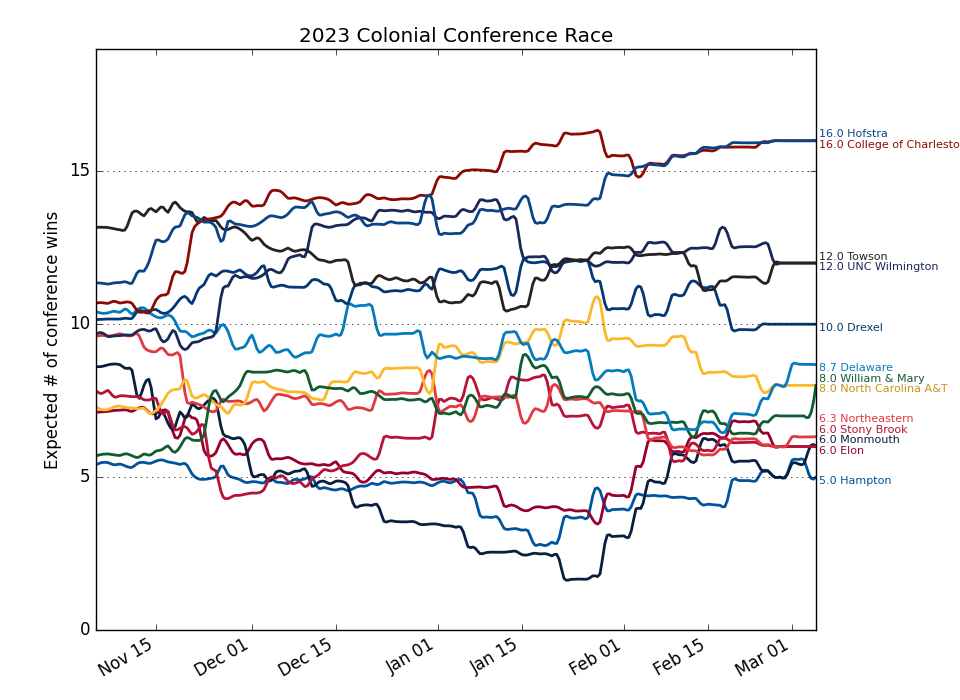 2023 Colonial Conference Race
Expected # of conference wins
15
10
5
0
Nov 15
Dec 01
Dec 15
Jan 01
Jan 15
Feb 01
Feb 15
Mar 01
16.0 Hofstra
16.0 College of Charlesto
12.0 Towson
12.0 UNC Wilmington
10.0 Drexel
8.7 Delaware
8.0 William & Mary
8.0 North Carolina A&T
6.3 Northeastern
6.0 Stony Brook
6.0 Monmouth
6.0 Elon
5.0 Hampton